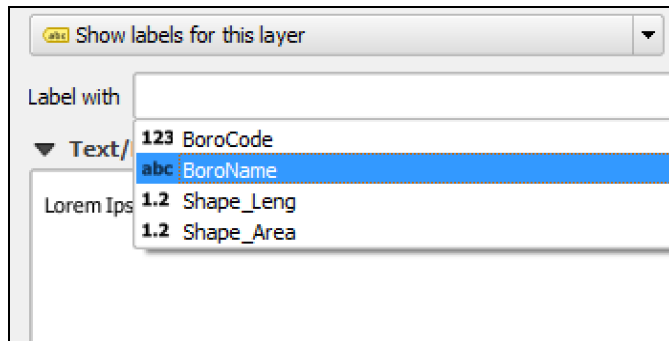 abc Show labels for this layer
Label with
123 BoroCode
Text/
abc BoroName
Lorem Ips
1.2 Shape_Leng
1.2 Shape_Area